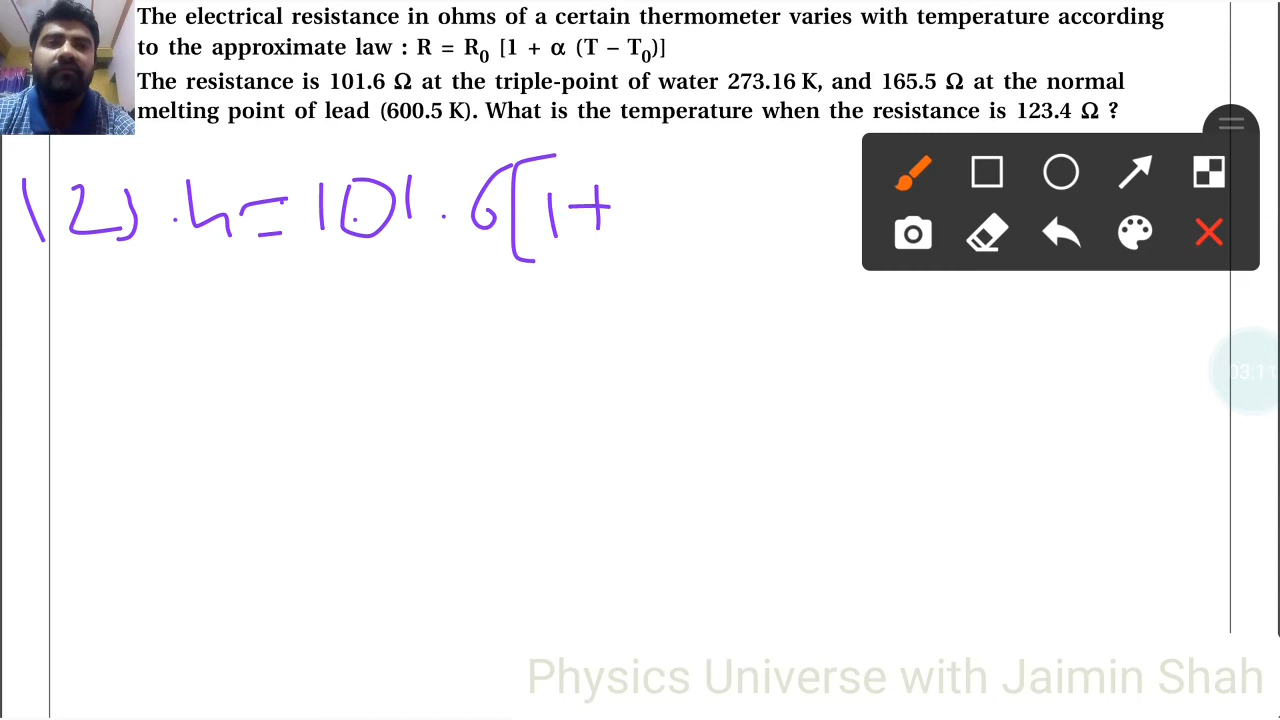 The electrical resistance in ohms of a certain thermometer varies with temperature according
to the approximate law : R = R₀ [1 + α (T – T₀)]
The resistance is 101.6 Ω at the triple-point of water 273.16 K, and 165.5 Ω at the normal
melting point of lead (600.5 K). What is the temperature when the resistance is 123.4 Ω ?
123.4 = 101.6 [1+
03:11
Physics Universe with Jaimin Shah